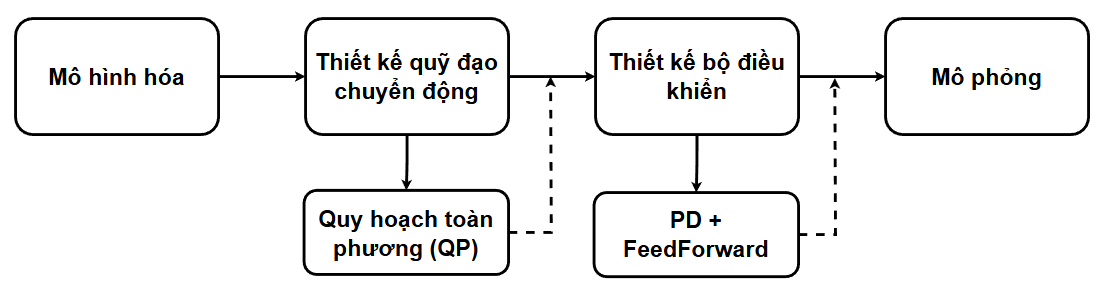 Mô hình hóa
Thiết kế quỹ đạo
chuyển động
Thiết kế bộ điều
khiển
Mô phỏng
Quy hoạch toàn
phương (QP)
PD +
FeedForward